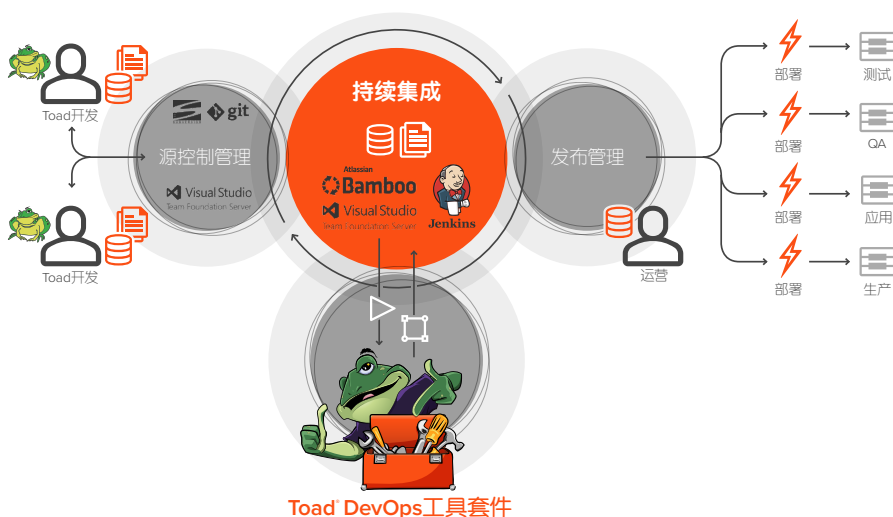 Toad开发
Toad开发
git
源控制管理
Visual Studio
Team Foundation Server
持续集成
Atlassian
Bamboo
Visual Studio
Team Foundation Server
Jenkins
发布管理
运营
部署
测试
部署
QA
部署
应用
部署
生产
Toad® DevOps工具套件